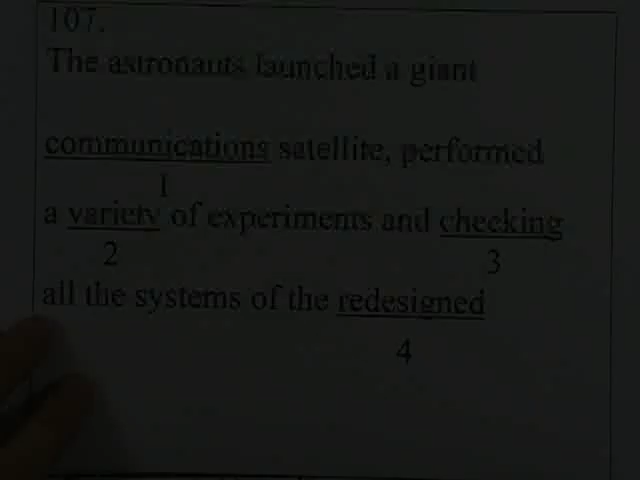 107.
The astronauts launched a giant
communications satellite, performed
1
a variety of experiments and checking
2 3
all the systems of the redesigned
4